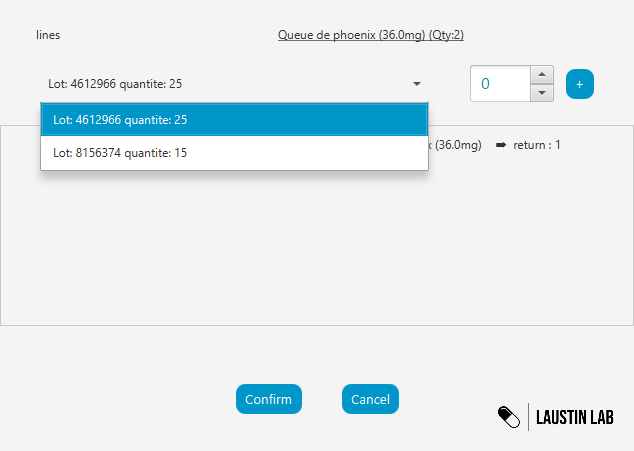 lines
Queue de phoenix (36.0mg) (Qty:2)
Lot: 4612966 quantite: 25
0
+
Lot: 4612966 quantite: 25
Lot: 8156374 quantite: 15
(36.0mg) ➡ return : 1
Confirm
Cancel
LAUSTIN LAB